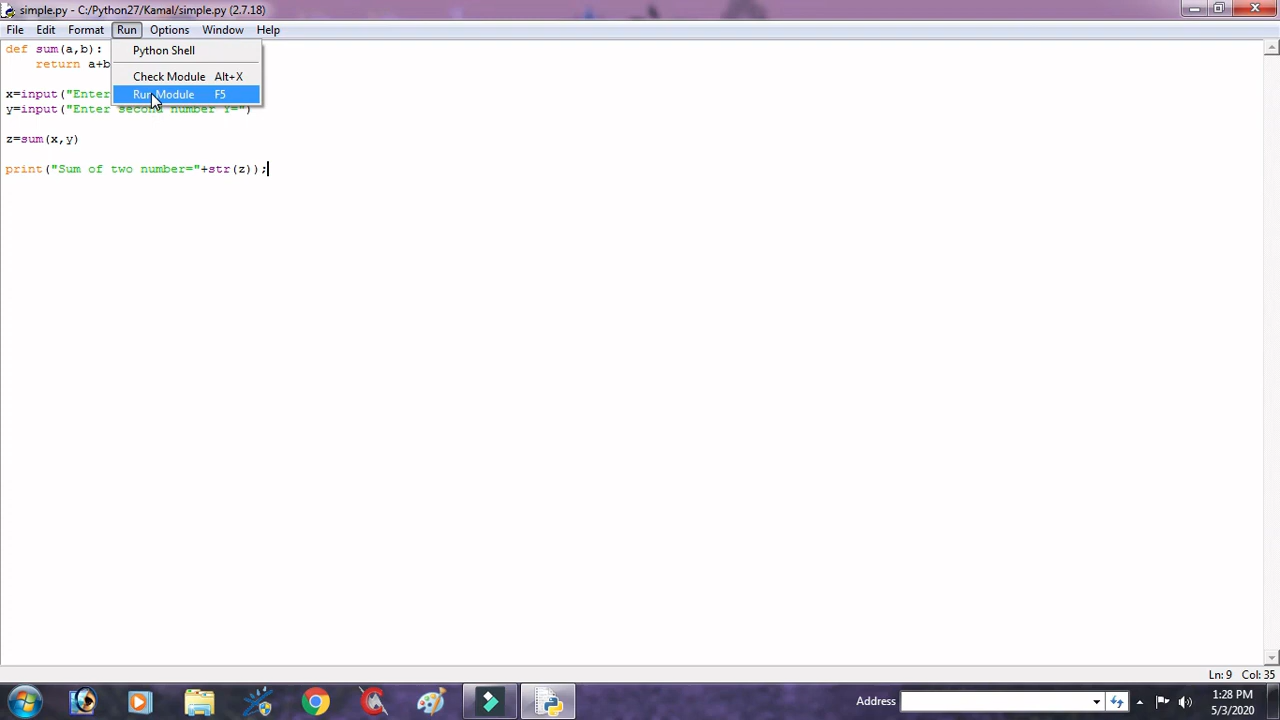 simple.py - C:/Python27/Kamal/simple.py (2.7.18)
File Edit Format Run Options Window Help
def sum(a,b):
Python Shell
return a+b
Check Module Alt+X
x=input("Enter
Run Module F5
y=input("Enter second number Y=")
z=sum(x,y)
print("Sum of two number="+str(z));
Ln: 9 Col: 35
Address
1:28 PM
5/3/2020